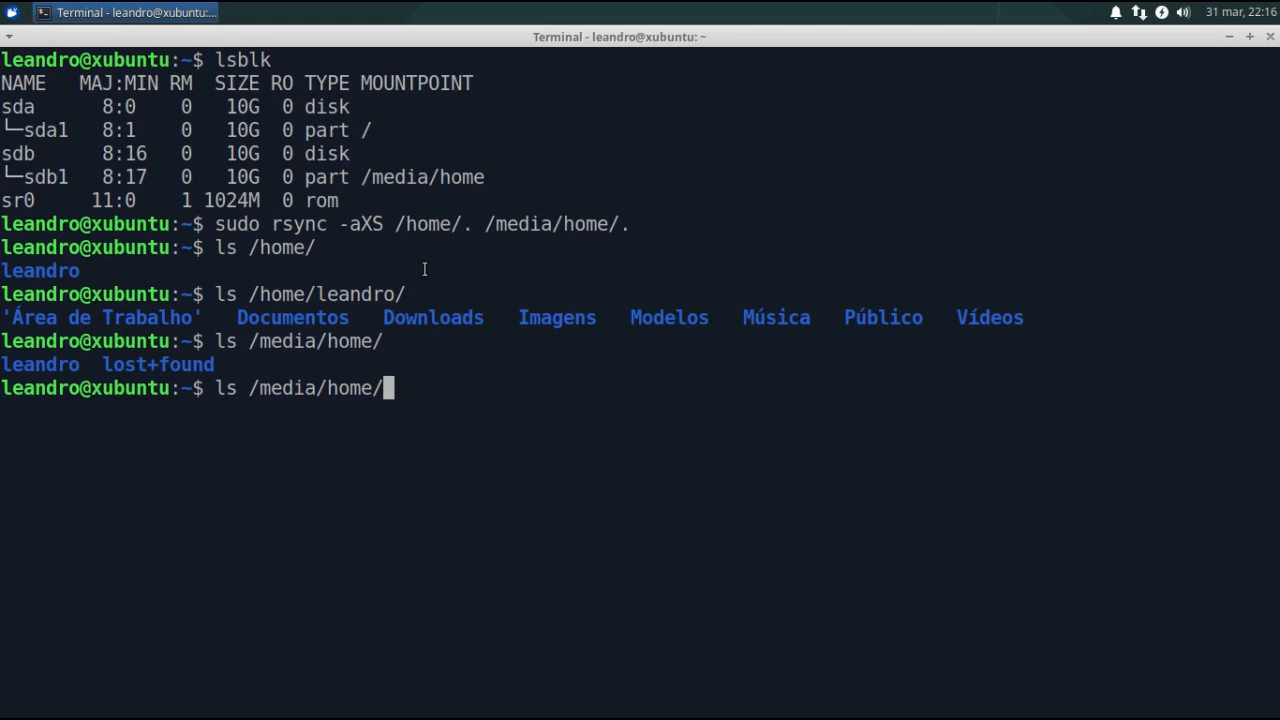 Terminal - leandro@xubuntu:...
31 mar, 22:16
Terminal - leandro@xubuntu: ~
leandro@xubuntu:~$ lsblk
NAME   MAJ:MIN RM   SIZE RO TYPE MOUNTPOINT
sda      8:0    0    10G  0 disk
└─sda1   8:1    0    10G  0 part /
sdb      8:16   0    10G  0 disk
└─sdb1   8:17   0    10G  0 part /media/home
sr0     11:0    1  1024M  0 rom
leandro@xubuntu:~$ sudo rsync -aXS /home/. /media/home/.
leandro@xubuntu:~$ ls /home/
leandro
leandro@xubuntu:~$ ls /home/leandro/
'Área de Trabalho'   Documentos   Downloads   Imagens   Modelos   Música   Público   Vídeos
leandro@xubuntu:~$ ls /media/home/
leandro  lost+found
leandro@xubuntu:~$ ls /media/home/